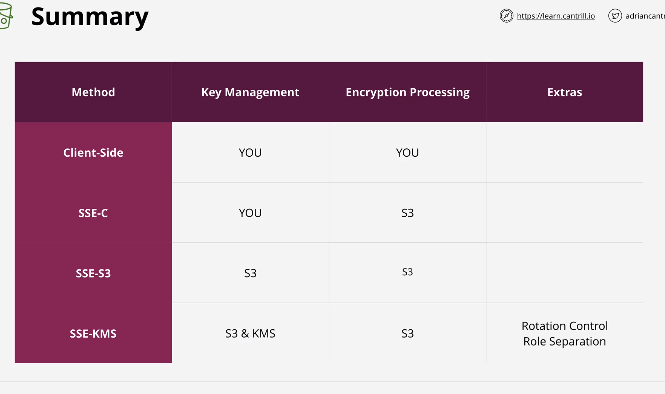 Summary
https://learn.cantrill.io
adriancantr
Method Key Management Encryption Processing Extras
Client-Side YOU YOU
SSE-C YOU S3
SSE-S3 S3 S3
SSE-KMS S3 & KMS S3 Rotation Control
Role Separation